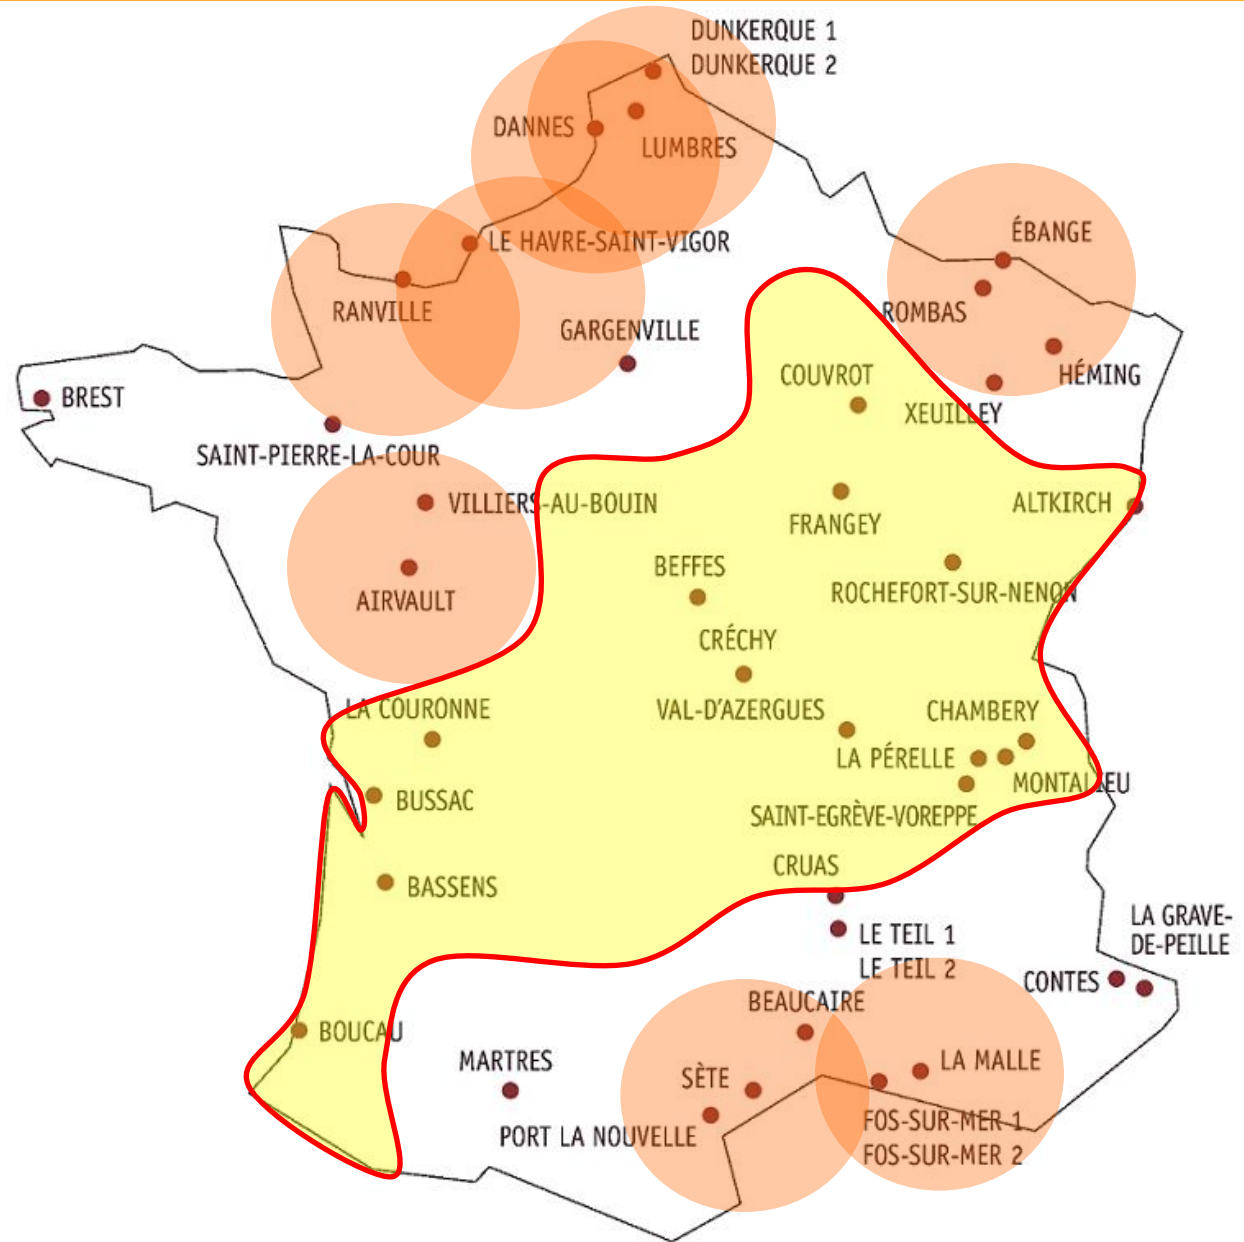 DUNKERQUE 1
DUNKERQUE 2
DANNES
LUMBRES
LE HAVRE-SAINT-VIGOR
ÉBANGE
RANVILLE
ROMBAS
GARGENVILLE
HÉMING
COUVROT
BREST
XEUILLEY
SAINT-PIERRE-LA-COUR
VILLIERS-AU-BOUIN
ALTKIRCH
FRANGEY
BEFFES
ROCHEFORT-SUR-NENON
AIRVAULT
CRÉCHY
LA COURONNE
VAL-D'AZERGUES
CHAMBERY
LA PÉRELLE
MONTALIEU
BUSSAC
SAINT-EGRÈVE-VOREPPE
CRUAS
BASSENS
LA GRAVE-
DE-PEILLE
LE TEIL 1
LE TEIL 2
CONTES
BEAUCAIRE
BOUCAU
MARTRES
LA MALLE
SÈTE
FOS-SUR-MER 1
PORT LA NOUVELLE
FOS-SUR-MER 2